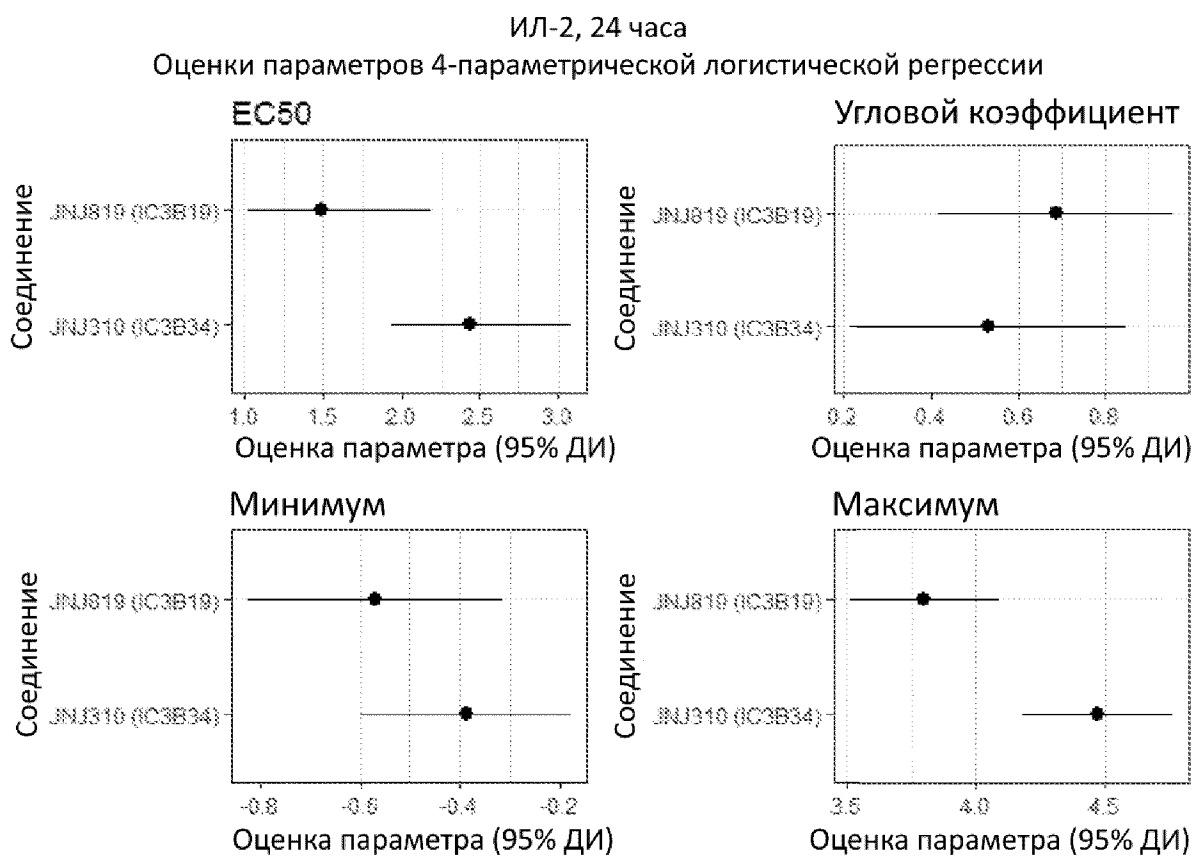 ИЛ-2, 24 часа
Оценки параметров 4-параметрической логистической регрессии
EC50
Соединение
JNJ819 (IC3B19)
JNJ310 (IC3B34)
1.0 1.5 2.0 2.5 3.0
Оценка параметра (95% ДИ)
Угловой коэффициент
Соединение
JNJ819 (IC3B19)
JNJ310 (IC3B34)
0.2 0.4 0.6 0.8
Оценка параметра (95% ДИ)
Минимум
Соединение
JNJ819 (IC3B19)
JNJ310 (IC3B34)
-0.8 -0.6 -0.4 -0.2
Оценка параметра (95% ДИ)
Максимум
Соединение
JNJ819 (IC3B19)
JNJ310 (IC3B34)
3.5 4.0 4.5
Оценка параметра (95% ДИ)